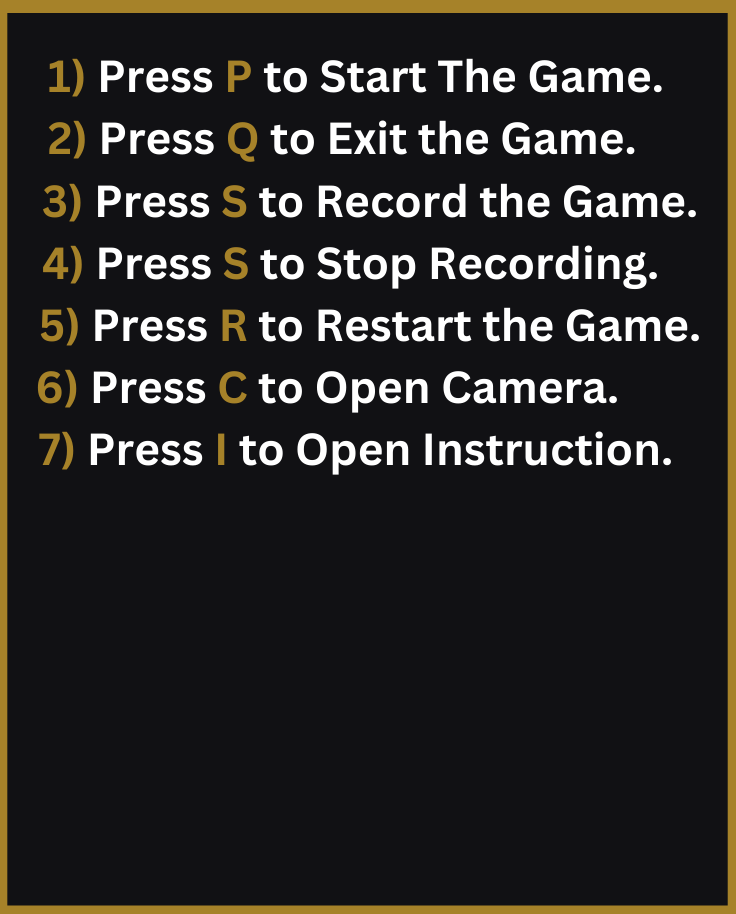 1) Press P to Start The Game.
2) Press Q to Exit the Game.
3) Press S to Record the Game.
4) Press S to Stop Recording.
5) Press R to Restart the Game.
6) Press C to Open Camera.
7) Press I to Open Instruction.